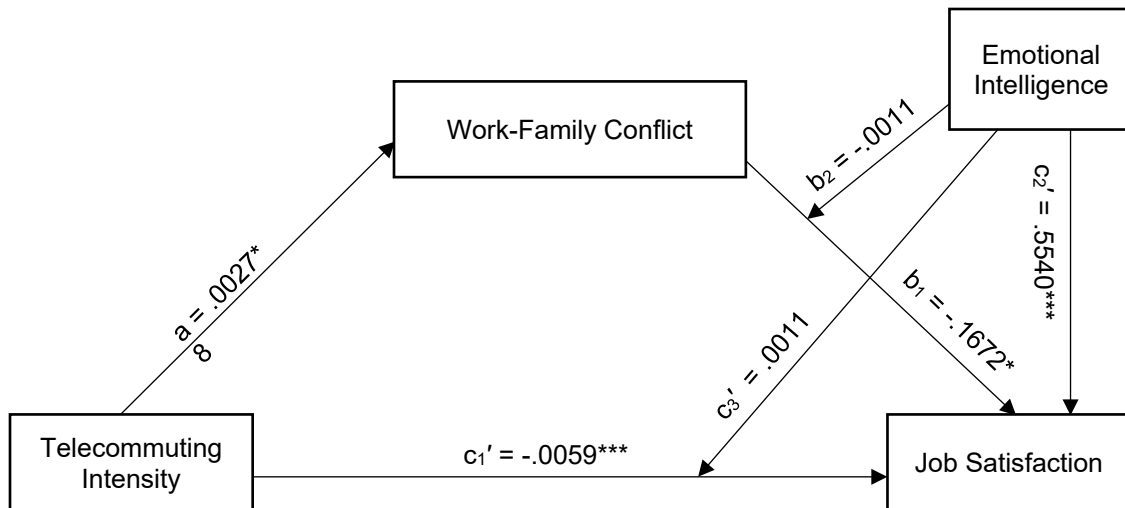 Emotional
Intelligence
Work-Family Conflict
b₂ = -.0011
c₂′ = .5540***
a = .0027*
8
b₁ = -.1672*
c₃′ = .0011
Telecommuting
Intensity
c₁′ = -.0059***
Job Satisfaction